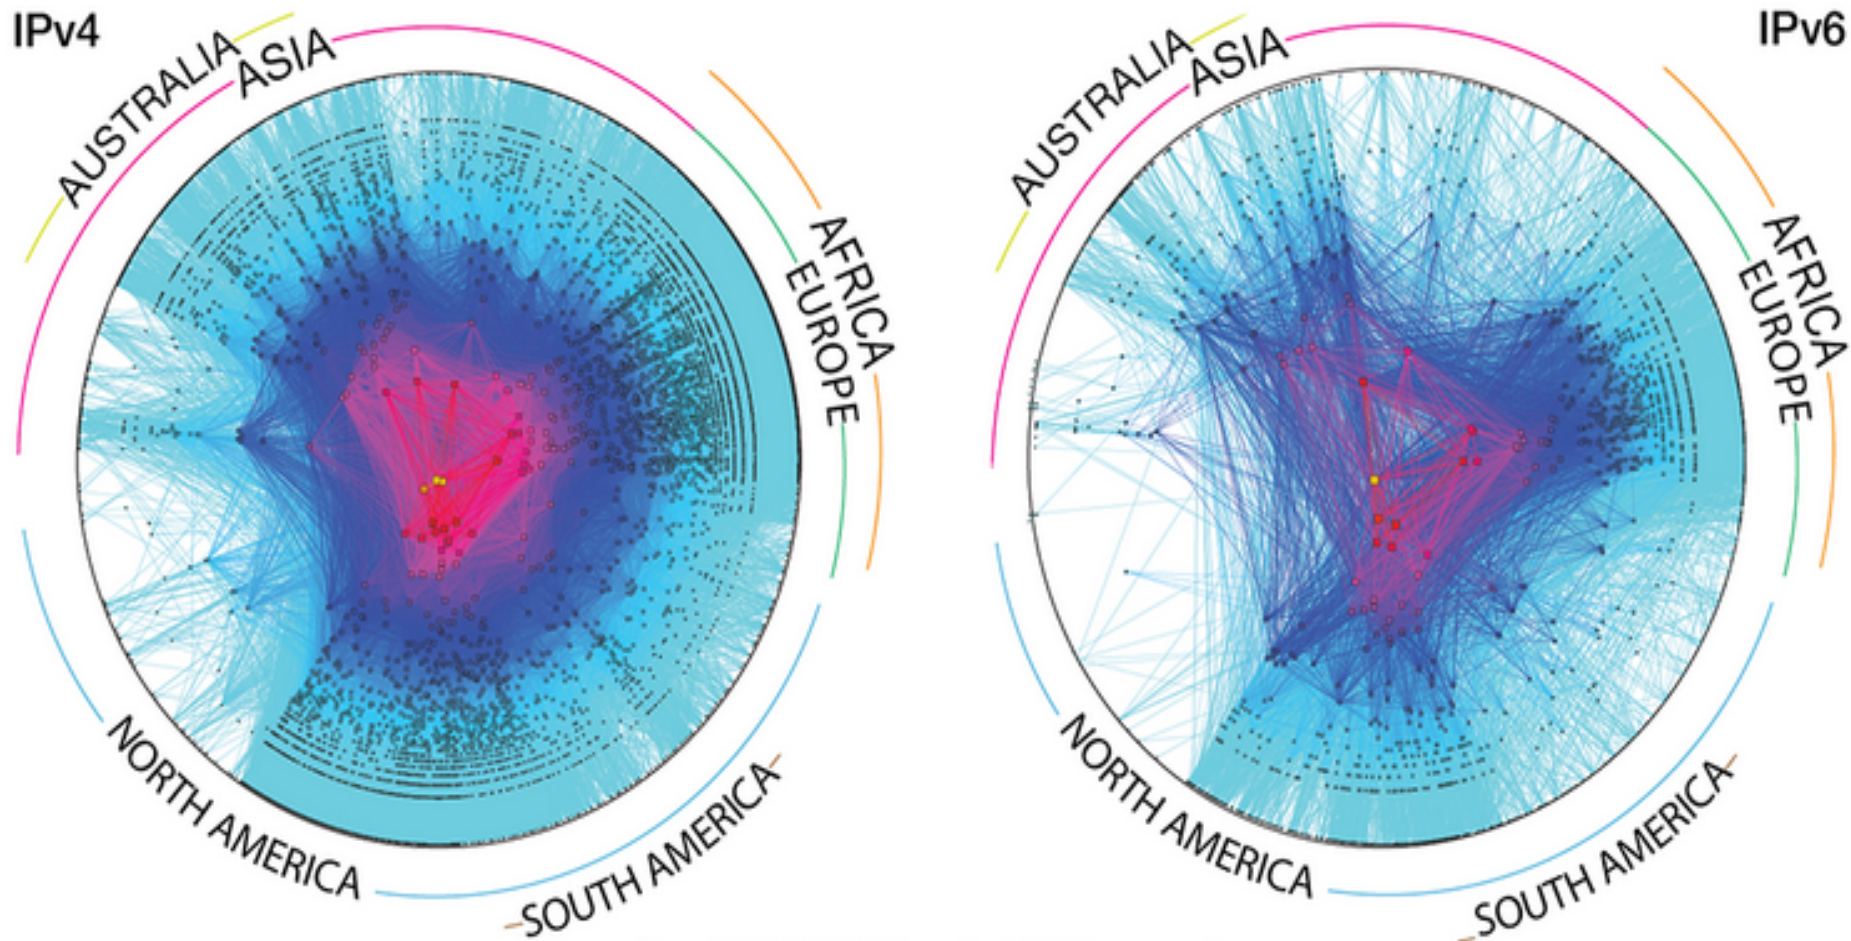 IPv4
AUSTRALIA
ASIA
AFRICA
EUROPE
NORTH AMERICA
SOUTH AMERICA
IPv6
AUSTRALIA
ASIA
AFRICA
EUROPE
NORTH AMERICA
SOUTH AMERICA